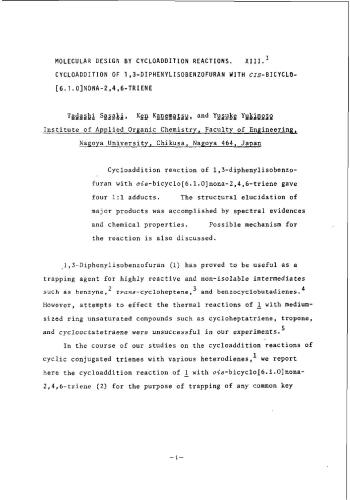 MOLECULAR DESIGN BY CYCLOADDITION REACTIONS. XIII.1
CYCLOADDITION OF 1,3-DIPHENYLISOBENZOFURAN WITH CIS-BICYCLO-
[6.1.0]NONA-2,4,6-TRIENE
Tadashi Sasaki, Ken Kanematsu, and Yusuke Yukimoto
Institute of Applied Organic Chemistry, Faculty of Engineering,
Nagoya University, Chikusa, Nagoya 464, Japan
Cycloaddition reaction of 1,3-diphenylisobenzo-
furan with cis-bicyclo[6.1.0]nona-2,4,6-triene gave
four 1:1 adducts. The structural elucidation of
major products was accomplished by spectral evidences
and chemical properties. Possible mechanism for
the reaction is also discussed.
1,3-Diphenylisobenzofuran (1) has proved to be useful as a
trapping agent for highly reactive and non-isolable intermediates
such as benzyne,2 trans-cycloheptene,3 and benzocyclobutadienes.4
However, attempts to effect the thermal reactions of 1 with medium-
sized ring unsaturated compounds such as cycloheptatriene, tropone,
and cyclooctatetraene were unsuccessful in our experiments.5
In the course of our studies on the cycloaddition reactions of
cyclic conjugated trienes with various heterodienes,1 we report
here the cycloaddition reaction of 1 with cis-bicyclo[6.1.0]nona-
2,4,6-triene (2) for the purpose of trapping of any common key
-1-